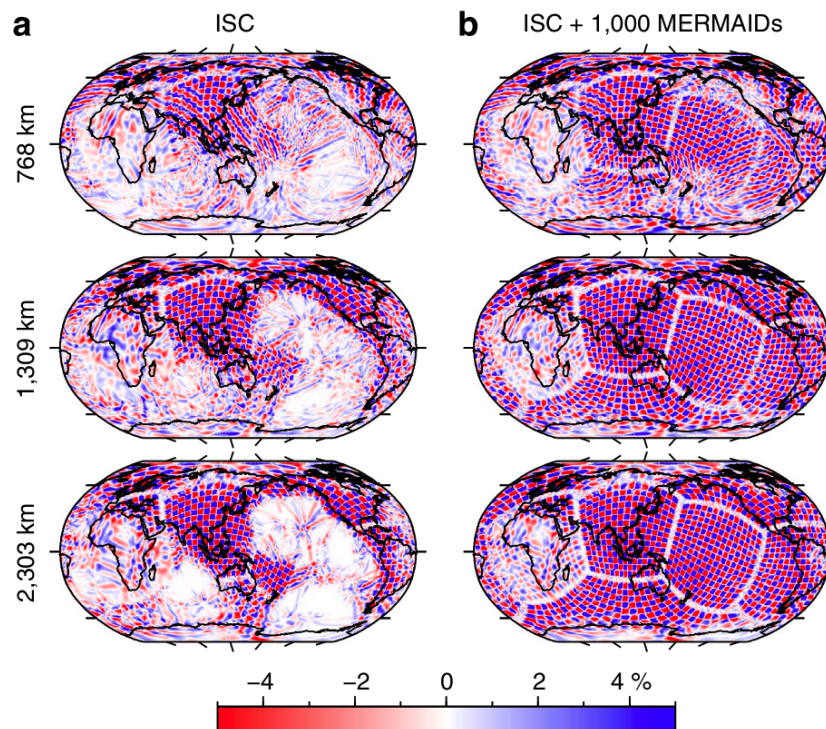 a ISC
b ISC + 1,000 MERMAIDs
768 km
1,309 km
2,303 km
−4 −2 0 2 4 %